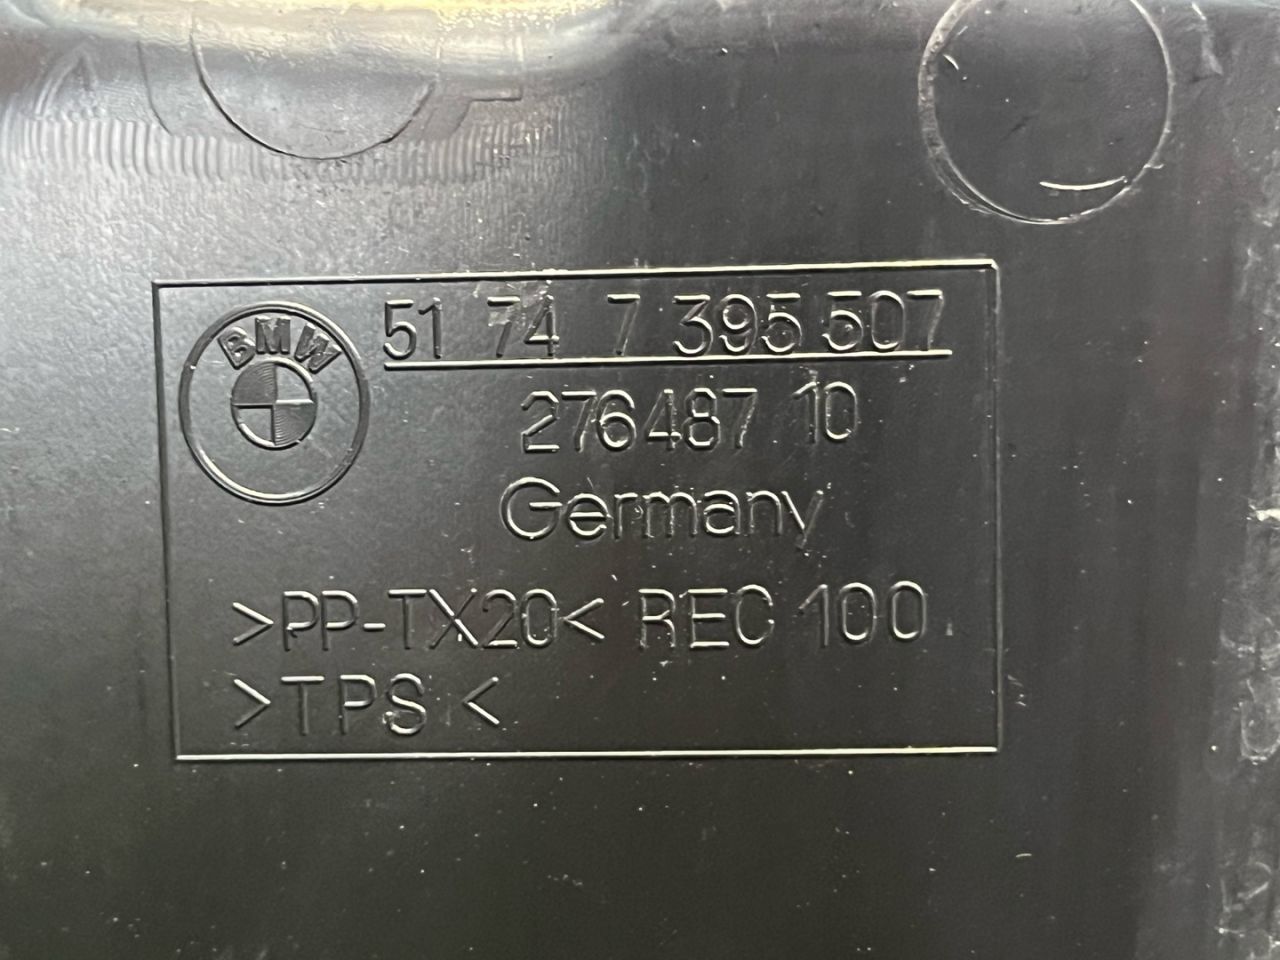 BMW
51 74 7 395 507
276487 10
Germany
>PP-TX20< REC 100
>TPS<